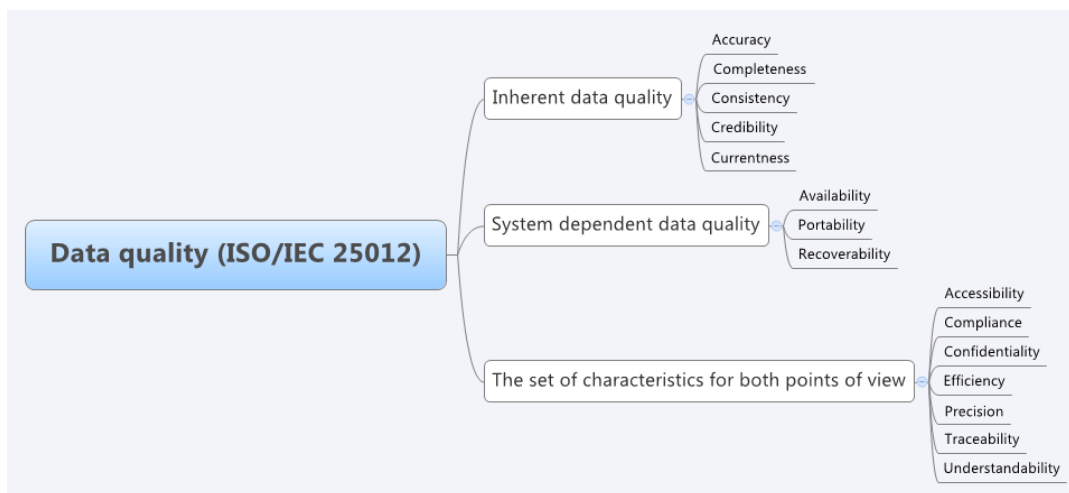 Data quality (ISO/IEC 25012)
Inherent data quality
Accuracy
Completeness
Consistency
Credibility
Currentness
System dependent data quality
Availability
Portability
Recoverability
The set of characteristics for both points of view
Accessibility
Compliance
Confidentiality
Efficiency
Precision
Traceability
Understandability